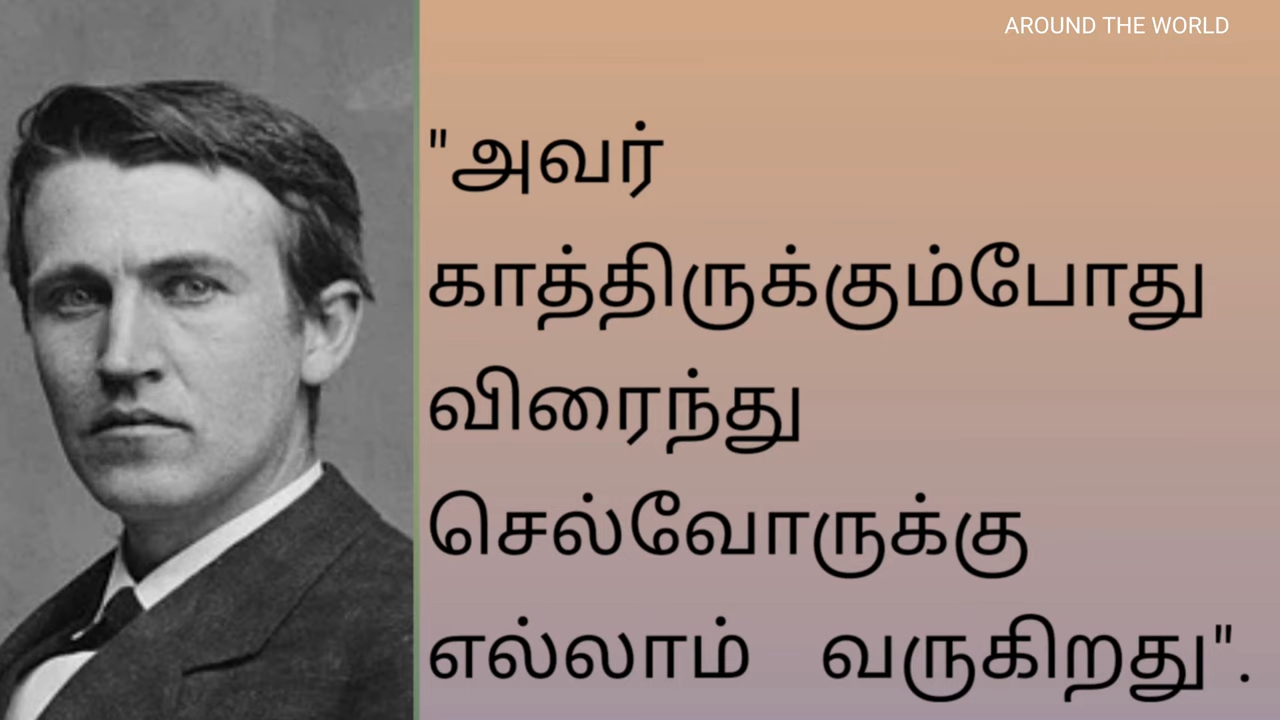 AROUND THE WORLD
"அவர்
காத்திருக்கும்போது
விரைந்து
செல்வோருக்கு
எல்லாம் வருகிறது".